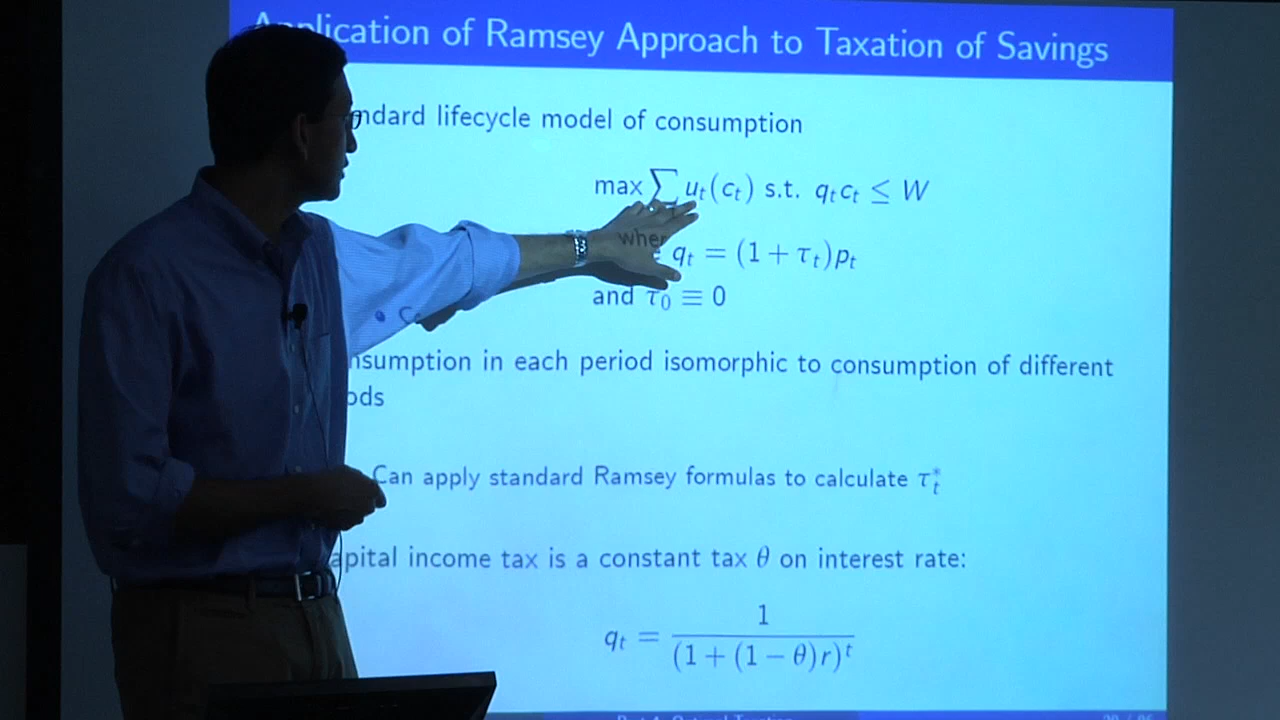 Application of Ramsey Approach to Taxation of Savings
ndard lifecycle model of consumption
max ∑ u_t(c_t) s.t. q_t c_t ≤ W
where q_t = (1 + τ_t)p_t
and τ_0 ≡ 0
nsumption in each period isomorphic to consumption of different
ods
Can apply standard Ramsey formulas to calculate τ_t^*
apital income tax is a constant tax θ on interest rate:
q_t = 1 / (1 + (1 − θ)r)^t